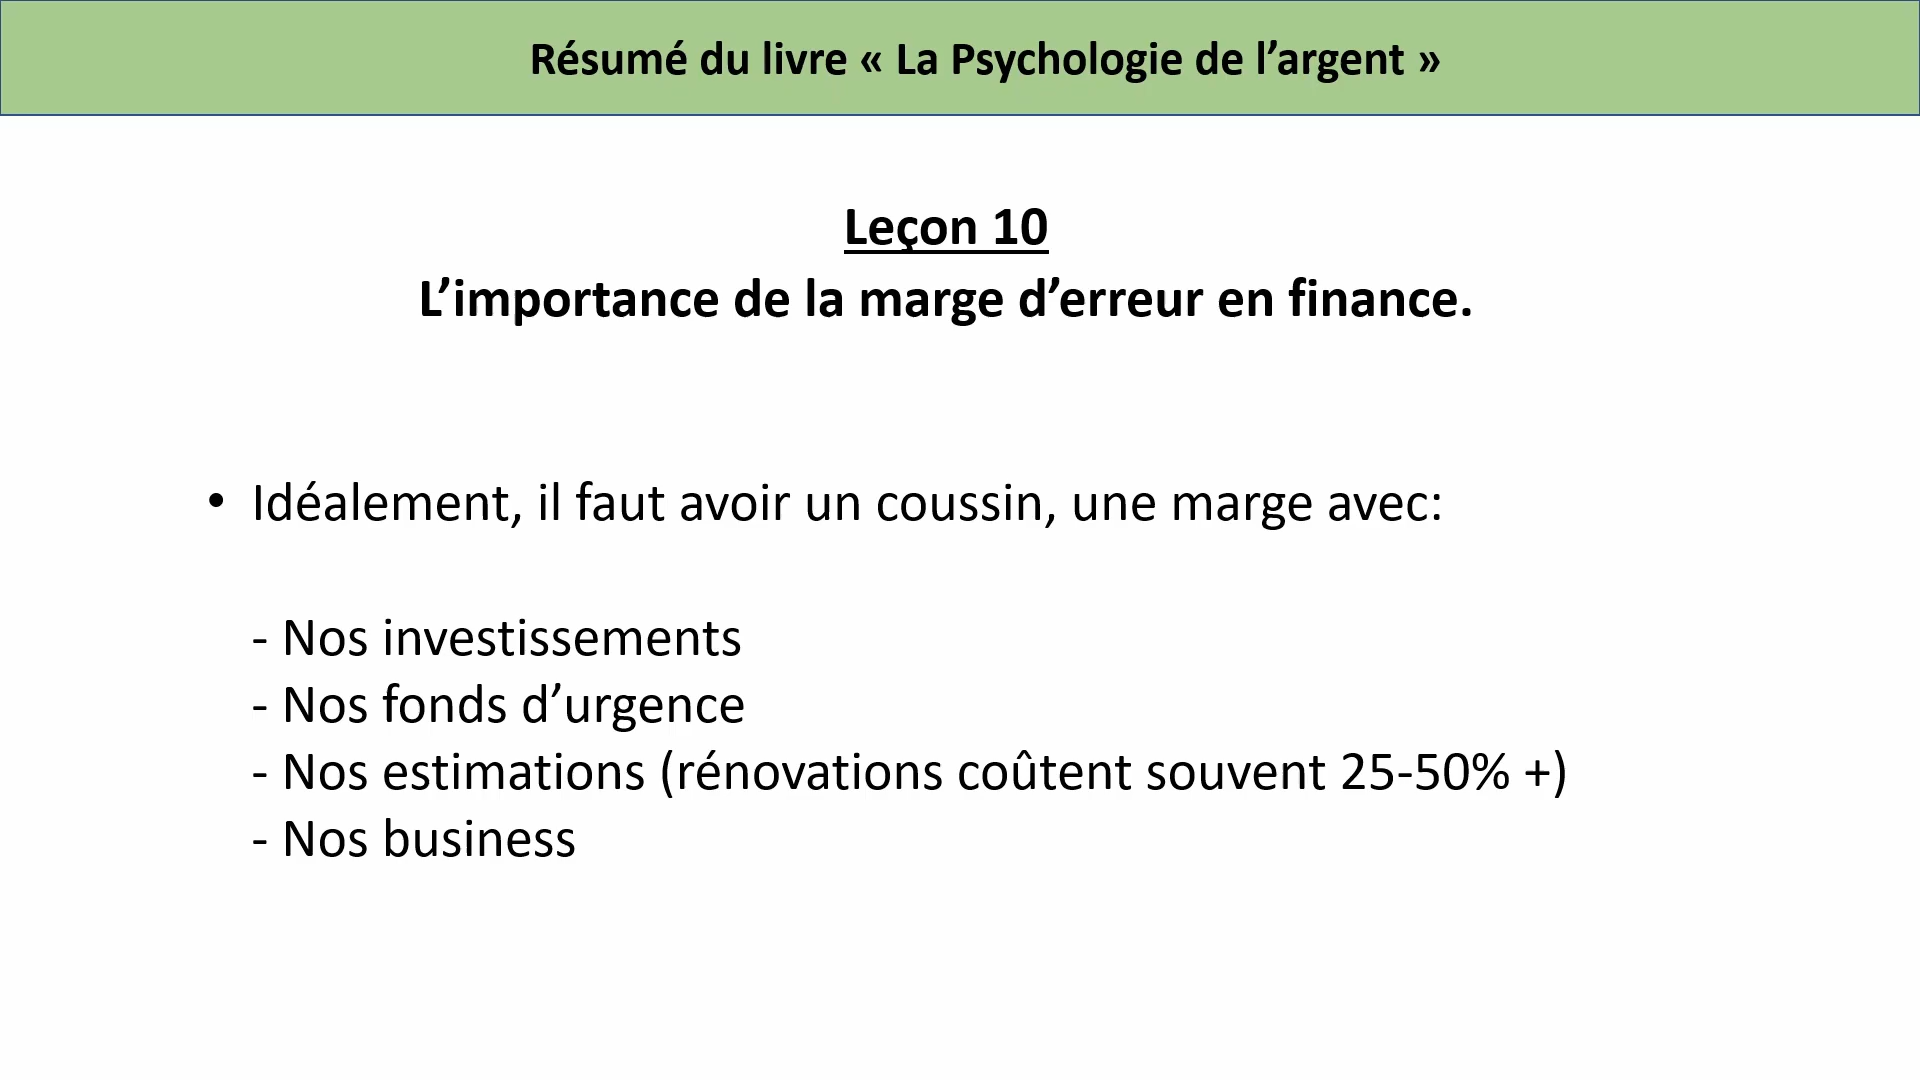 Résumé du livre « La Psychologie de l’argent »
Leçon 10
L’importance de la marge d’erreur en finance.
• Idéalement, il faut avoir un coussin, une marge avec:
- Nos investissements
- Nos fonds d’urgence
- Nos estimations (rénovations coûtent souvent 25-50% +)
- Nos business